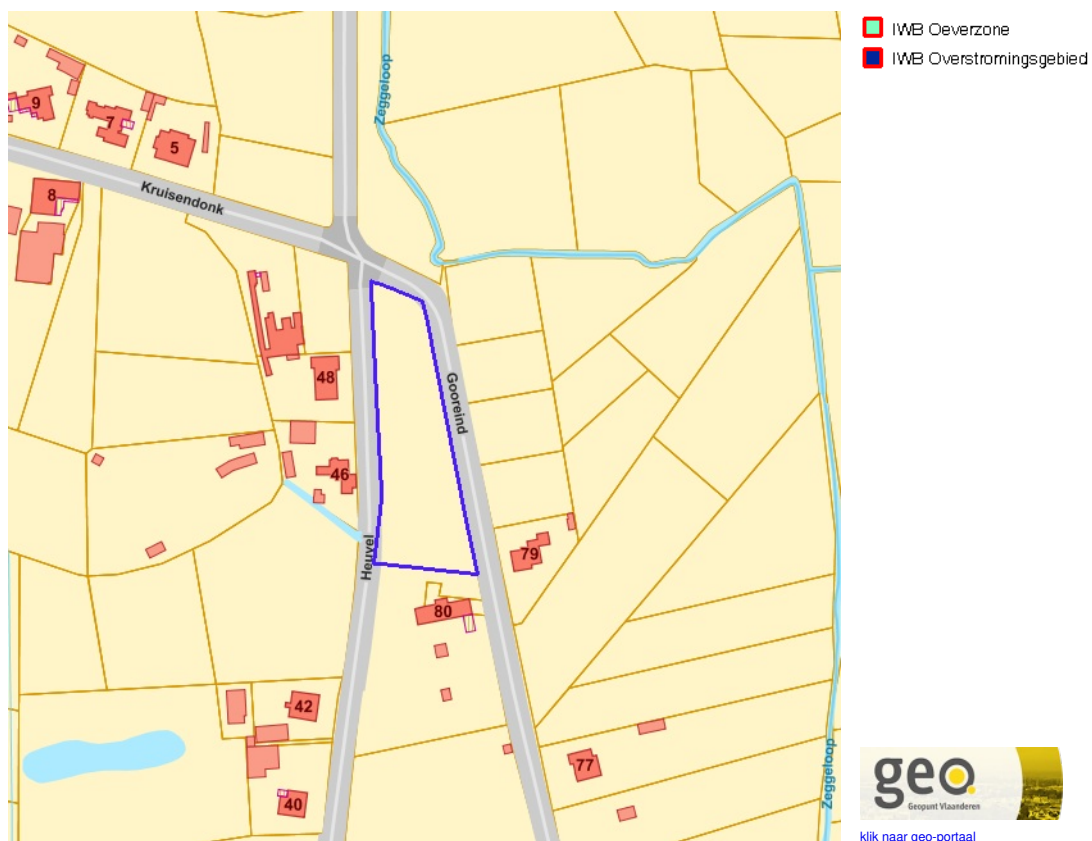 IWB Oeverzone
IWB Overstromingsgebied
Zeggeloop
9
7
5
8
Kruisendonk
48
Gooreind
46
Heuvel
79
80
42
77
40
Zeggeloop
geo
Geopunt Vlaanderen
klik naar geo-portaal